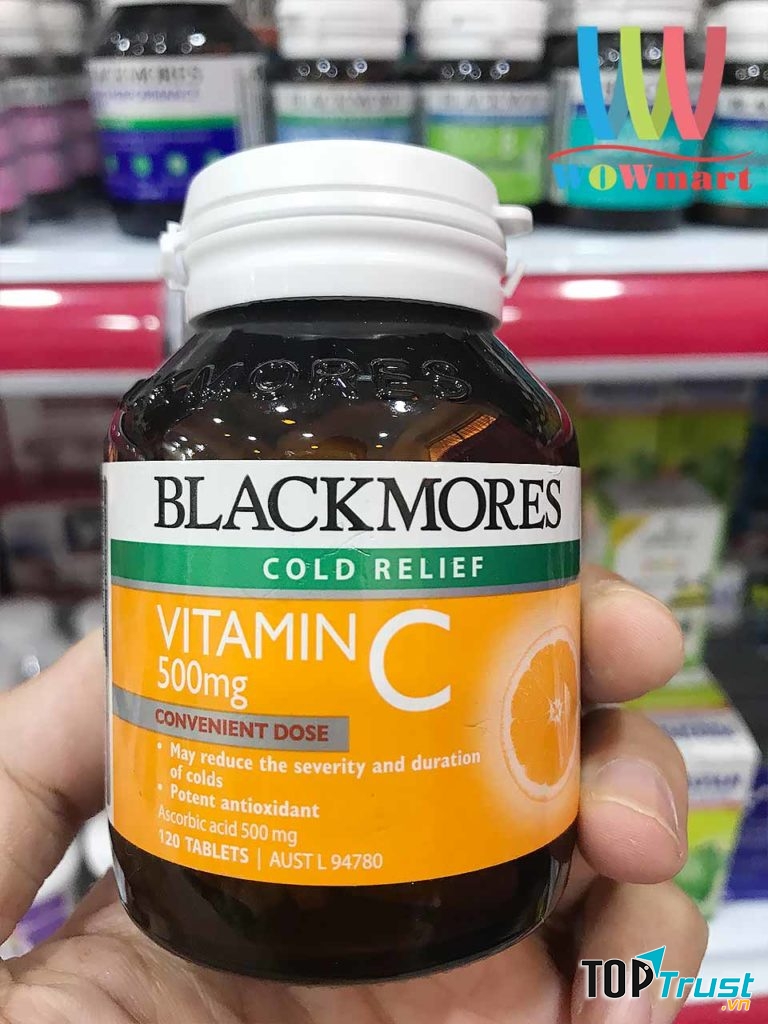 BLACKMORES
WOWmart
BLACKMORES
COLD RELIEF
VITAMIN C
500mg
CONVENIENT DOSE
• May reduce the severity and duration
of colds
• Potent antioxidant
Ascorbic acid 500 mg
120 TABLETS | AUST L 94780
TOPTrust
.vn